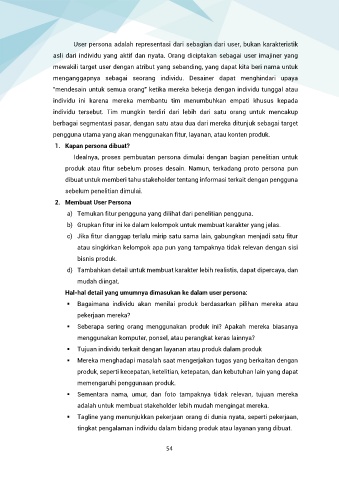 User persona adalah representasi dari sebagian dari user, bukan karakteristik
asli dari individu yang aktif dan nyata. Orang diciptakan sebagai user imajiner yang
mewakili target user dengan atribut yang sebanding, yang dapat kita beri nama untuk
menganggapnya sebagai seorang individu. Desainer dapat menghindari upaya
"mendesain untuk semua orang" ketika mereka bekerja dengan individu tunggal atau
individu ini karena mereka membantu tim menumbuhkan empati khusus kepada
individu tersebut. Tim mungkin terdiri dari lebih dari satu orang untuk mencakup
berbagai segmentasi pasar, dengan satu atau dua dari mereka ditunjuk sebagai target
pengguna utama yang akan menggunakan fitur, layanan, atau konten produk.
1. Kapan persona dibuat?
Idealnya, proses pembuatan persona dimulai dengan bagian penelitian untuk
produk atau fitur sebelum proses desain. Namun, terkadang proto persona pun
dibuat untuk memberi tahu stakeholder tentang informasi terkait dengan pengguna
sebelum penelitian dimulai.
2. Membuat User Persona
a) Temukan fitur pengguna yang dilihat dari penelitian pengguna.
b) Grupkan fitur ini ke dalam kelompok untuk membuat karakter yang jelas.
c) Jika fitur dianggap terlalu mirip satu sama lain, gabungkan menjadi satu fitur
atau singkirkan kelompok apa pun yang tampaknya tidak relevan dengan sisi
bisnis produk.
d) Tambahkan detail untuk membuat karakter lebih realistis, dapat dipercaya, dan
mudah diingat.
Hal-hal detail yang umumnya dimasukan ke dalam user persona:
▪ Bagaimana individu akan menilai produk berdasarkan pilihan mereka atau
pekerjaan mereka?
▪ Seberapa sering orang menggunakan produk ini? Apakah mereka biasanya
menggunakan komputer, ponsel, atau perangkat keras lainnya?
▪ Tujuan individu terkait dengan layanan atau produk dalam produk
▪ Mereka menghadapi masalah saat mengerjakan tugas yang berkaitan dengan
produk, seperti kecepatan, ketelitian, ketepatan, dan kebutuhan lain yang dapat
memengaruhi penggunaan produk.
▪ Sementara nama, umur, dan foto tampaknya tidak relevan, tujuan mereka
adalah untuk membuat stakeholder lebih mudah mengingat mereka.
▪ Tagline yang menunjukkan pekerjaan orang di dunia nyata, seperti pekerjaan,
tingkat pengalaman individu dalam bidang produk atau layanan yang dibuat.
54